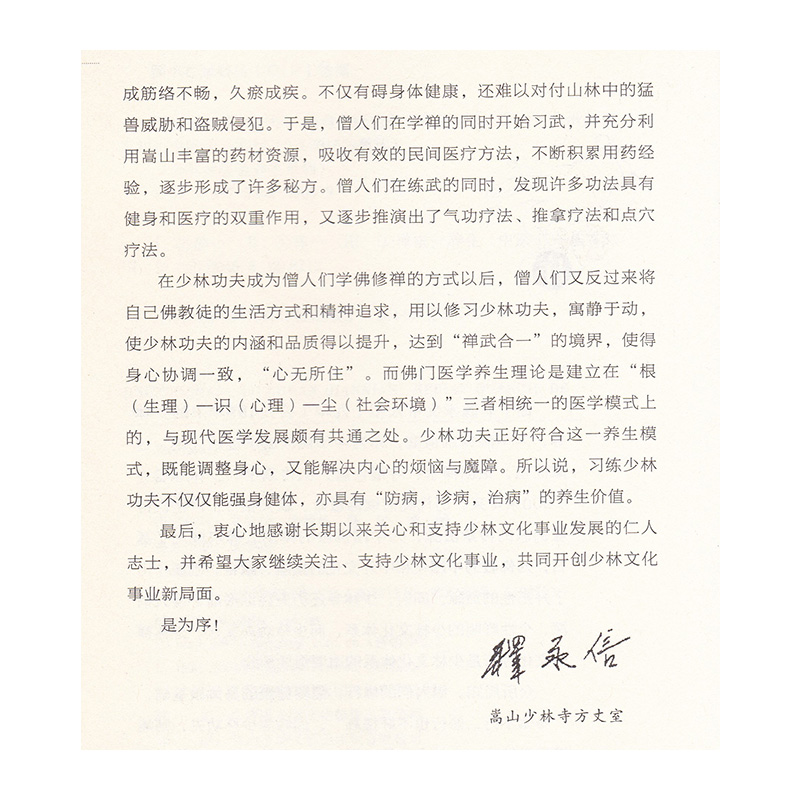 成筋络不畅，久瘀成疾。不仅有碍身体健康，还难以对付山林中的猛
兽威胁和盗贼侵犯。于是，僧人们在学禅的同时开始习武，并充分利
用嵩山丰富的药材资源，吸收有效的民间医疗方法，不断积累用药经
验，逐步形成了许多秘方。僧人们在练武的同时，发现许多功法具有
健身和医疗的双重作用，又逐步推演出了气功疗法、推拿疗法和点穴
疗法。
在少林功夫成为僧人们学佛修禅的方式以后，僧人们又反过来将
自己佛教徒的生活方式和精神追求，用以修习少林功夫，寓静于动，
使少林功夫的内涵和品质得以提升，达到“禅武合一”的境界，使得
身心协调一致，“心无所住”。而佛门医学养生理论是建立在“根
（生理）—识（心理）—尘（社会环境）”三者相统一的医学模式上
的，与现代医学发展颇有共通之处。少林功夫正好符合这一养生模
式，既能调整身心，又能解决内心的烦恼与魔障。所以说，习练少林
功夫不仅仅能强身健体，亦具有“防病，诊病，治病”的养生价值。
最后，衷心地感谢长期以来关心和支持少林文化事业发展的仁人
志士，并希望大家继续关注、支持少林文化事业，共同开创少林文化
事业新局面。
是为序！
释永信
嵩山少林寺方丈室